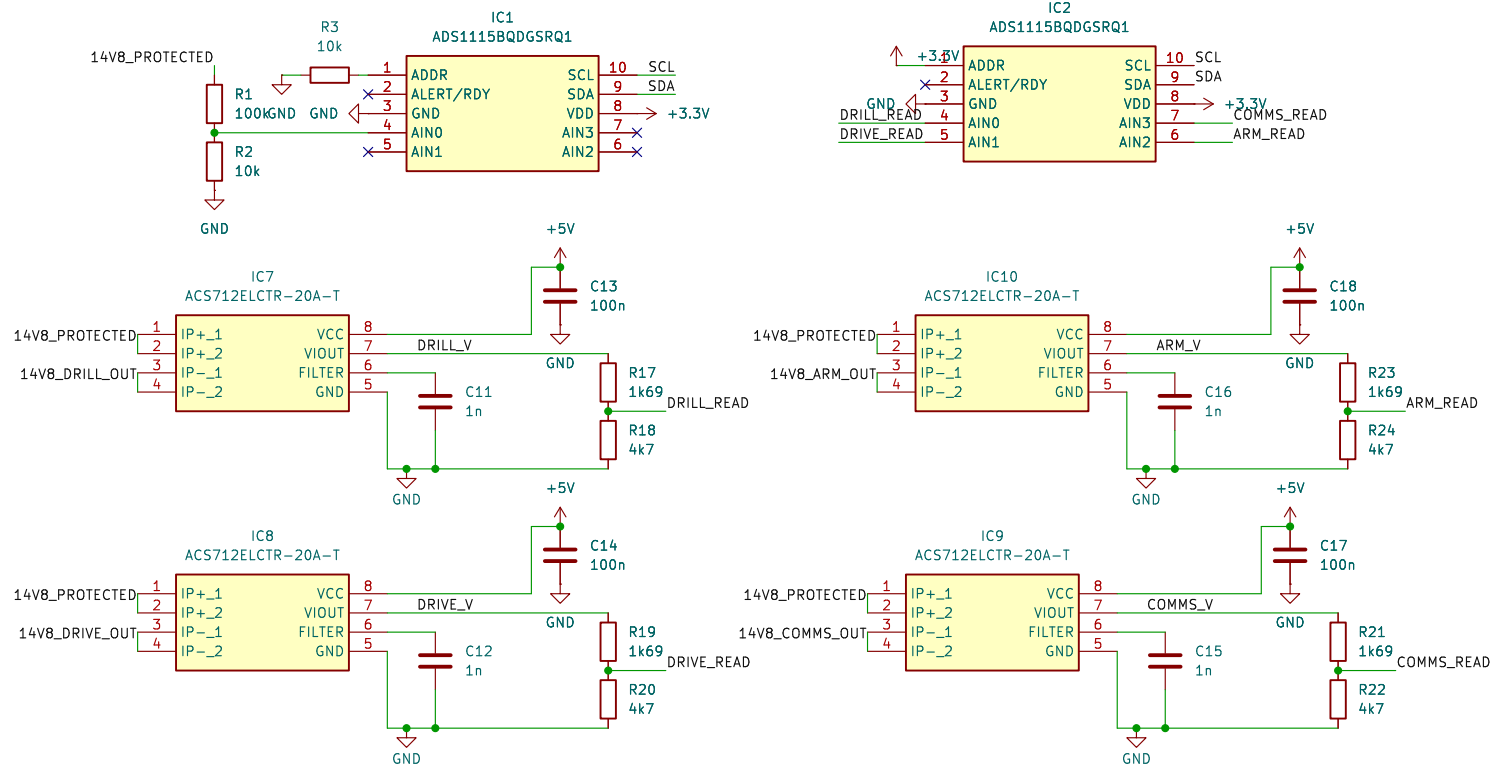 IC1
ADS1115BQDGSRQ1
R3
10k
14V8_PROTECTED
R1
100k
GND
GND
R2
10k
GND
1 ADDR
2 ALERT/RDY
3 GND
4 AIN0
5 AIN1
SCL 10 SCL
SDA 9 SDA
VDD 8 +3.3V
AIN3 7
AIN2 6
IC2
ADS1115BQDGSRQ1
+3.3V
1 ADDR
2 ALERT/RDY
GND 3 GND
DRILL_READ 4 AIN0
DRIVE_READ 5 AIN1
SCL 10 SCL
SDA 9 SDA
VDD 8 +3.3V
AIN3 7 COMMS_READ
AIN2 6 ARM_READ
IC7
ACS712ELCTR-20A-T
14V8_PROTECTED 1 IP+_1
2 IP+_2
14V8_DRILL_OUT 3 IP-_1
4 IP-_2
VCC 8
VIOUT 7 DRILL_V
FILTER 6
GND 5
+5V
C13
100n
GND
C11
1n
R17
1k69
DRILL_READ
R18
4k7
GND
IC10
ACS712ELCTR-20A-T
14V8_PROTECTED 1 IP+_1
2 IP+_2
14V8_ARM_OUT 3 IP-_1
4 IP-_2
VCC 8
VIOUT 7 ARM_V
FILTER 6
GND 5
+5V
C18
100n
GND
C16
1n
R23
1k69
ARM_READ
R24
4k7
GND
IC8
ACS712ELCTR-20A-T
14V8_PROTECTED 1 IP+_1
2 IP+_2
14V8_DRIVE_OUT 3 IP-_1
4 IP-_2
VCC 8
VIOUT 7 DRIVE_V
FILTER 6
GND 5
+5V
C14
100n
GND
C12
1n
R19
1k69
DRIVE_READ
R20
4k7
GND
IC9
ACS712ELCTR-20A-T
14V8_PROTECTED 1 IP+_1
2 IP+_2
14V8_COMMS_OUT 3 IP-_1
4 IP-_2
VCC 8
VIOUT 7 COMMS_V
FILTER 6
GND 5
+5V
C17
100n
GND
C15
1n
R21
1k69
COMMS_READ
R22
4k7
GND